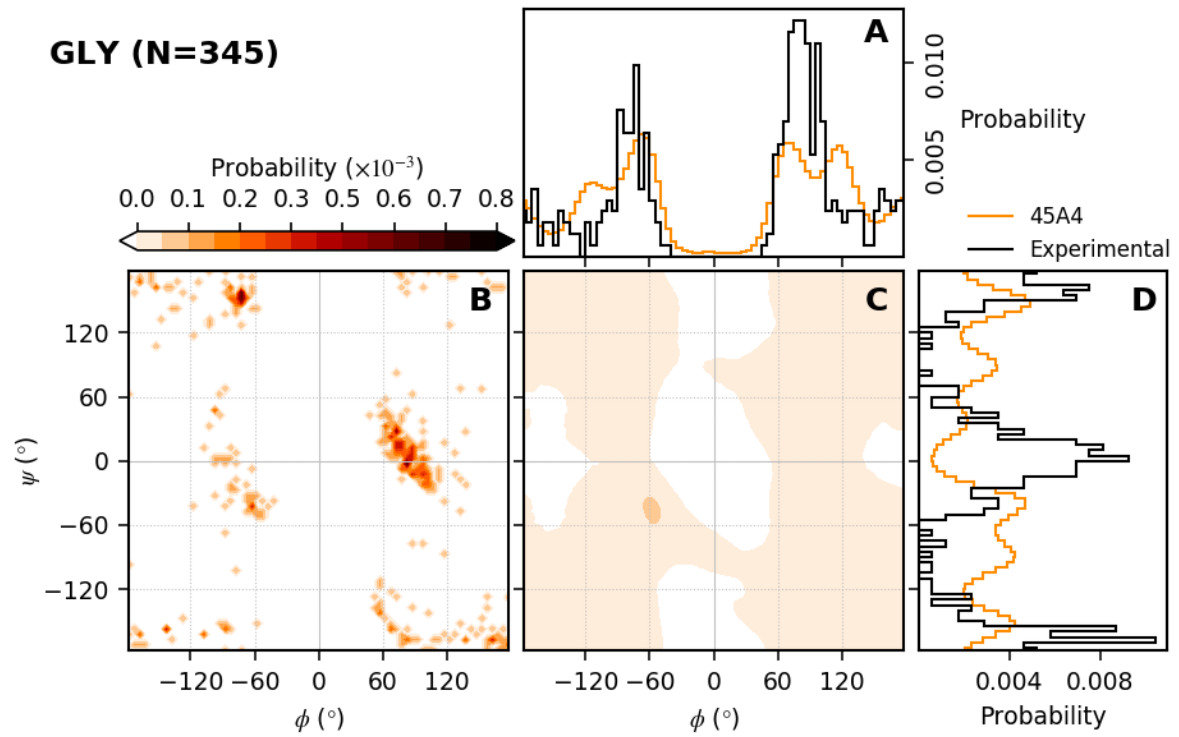 GLY (N=345)
A
0.005 0.010
Probability
Probability (×10⁻³)
0.0 0.1 0.2 0.3 0.5 0.6 0.7 0.8
45A4
Experimental
B
C
D
120
60
0
−60
−120
ψ (°)
−120 −60 0 60 120
ϕ (°)
−120 −60 0 60 120
ϕ (°)
0.004 0.008
Probability